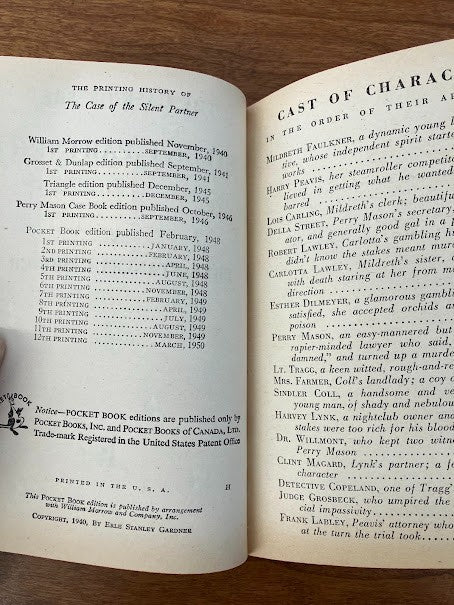 THE PRINTING HISTORY OF
The Case of the Silent Partner
William Morrow edition published November, 1940
1ST PRINTING..........SEPTEMBER, 1940
Grosset & Dunlap edition published September, 1941
1ST PRINTING..........SEPTEMBER, 1941
Triangle edition published December, 1945
1ST PRINTING..........DECEMBER, 1945
Perry Mason Case Book edition published October, 1946
1ST PRINTING..........SEPTEMBER, 1946
POCKET BOOK edition published February, 1948
1ST PRINTING..........JANUARY, 1948
2ND PRINTING..........FEBRUARY, 1948
3RD PRINTING..........APRIL, 1948
4TH PRINTING..........JUNE, 1948
5TH PRINTING..........AUGUST, 1948
6TH PRINTING..........NOVEMBER, 1948
7TH PRINTING..........FEBRUARY, 1949
8TH PRINTING..........APRIL, 1949
9TH PRINTING..........JULY, 1949
10TH PRINTING..........AUGUST, 1949
11TH PRINTING..........NOVEMBER, 1949
12TH PRINTING..........MARCH, 1950
BOOK
Notice—POCKET BOOK editions are published only by
POCKET BOOKS, INC. AND POCKET BOOKS OF CANADA, LTD.
Trade-mark Registered in the United States Patent Office
PRINTED IN THE U. S. A. H
This POCKET BOOK edition is published by arrangement
with William Morrow and Company, Inc.
COPYRIGHT, 1940, BY ERLE STANLEY GARDNER
CAST OF CHARAC
IN THE ORDER OF THEIR AP
MILDRETH FAULKNER, a dynamic young b
tive, whose independent spirit starte
works
HARRY PEAVIS, her steamroller competito
lieved in getting what he wanted
barred
LOIS CARLING, Mildreth's clerk; beautifu
DELLA STREET, Perry Mason's secretary,
ator, and generally good gal in a p
ROBERT LAWLEY, Carlotta's gambling hu
didn't know the stakes meant murd
CARLOTTA LAWLEY, Mildreth's sister, c
with death staring at her from m
direction
ESTHER DILMEYER, a glamorous gambli
satisfied, she accepted orchids an
poison
PERRY MASON, an easy-mannered but
rapier-minded lawyer who said,
damned," and turned up a murde
LT. TRAGG, a keen witted, rough-and-re
MRS. FARMER, Coll's landlady; a coy o
SINDLER COLL, a handsome and ve
young man, of shady and nebulou
HARVEY LYNK, a nightclub owner and
stakes were too rich for his blood
DR. WILLMONT, who kept two witnes
Perry Mason
CLINT MAGARD, Lynk's partner; a fe
character
DETECTIVE COPELAND, one of Tragg'
JUDGE GROSBECK, who umpired the
cial impassivity
FRANK LABLEY, Peavis' attorney who
at the turn the trial took